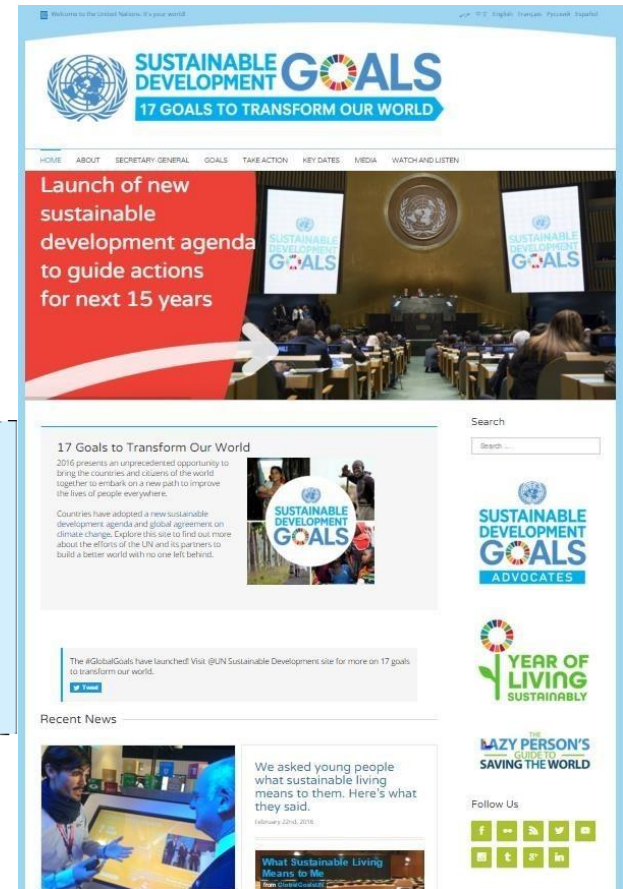 Welcome to the United Nations. It's your world!
عربي 中文 English Français Русский Español
SUSTAINABLE
DEVELOPMENT GOALS
17 GOALS TO TRANSFORM OUR WORLD
HOME ABOUT SECRETARY-GENERAL GOALS TAKE ACTION KEY DATES MEDIA WATCH AND LISTEN
Launch of new
sustainable
development agenda
to guide actions
for next 15 years
SUSTAINABLE
DEVELOPMENT
GOALS
SUSTAINABLE
DEVELOPMENT
GOALS
17 Goals to Transform Our World
2016 presents an unprecedented opportunity to
bring the countries and citizens of the world
together to embark on a new path to improve
the lives of people everywhere.
Countries have adopted a new sustainable
development agenda and global agreement on
climate change. Explore this site to find out more
about the efforts of the UN and its partners to
build a better world with no one left behind.
SUSTAINABLE
DEVELOPMENT
GOALS
The #GlobalGoals have launched! Visit @UN Sustainable Development site for more on 17 goals
to transform our world.
Tweet
Recent News
We asked young people
what sustainable living
means to them. Here's what
they said.
February 22nd, 2016
What Sustainable Living
Means to Me
from GlobalGoalsUN
Search
Search ...
SUSTAINABLE
DEVELOPMENT
GOALS
ADVOCATES
YEAR OF
LIVING
SUSTAINABLY
THE
LAZY PERSON'S
GUIDE TO
SAVING THE WORLD
Follow Us